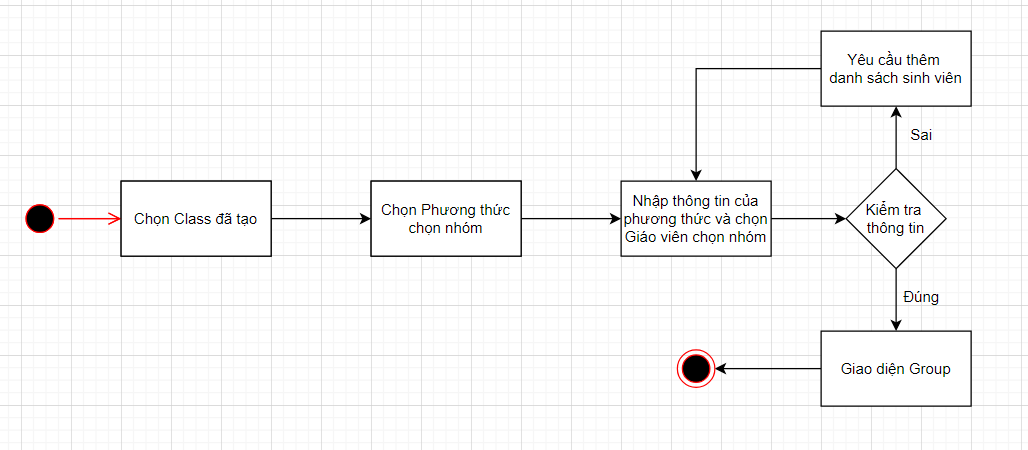 Chọn Class đã tạo
Chọn Phương thức
chọn nhóm
Nhập thông tin của
phương thức và chọn
Giáo viên chọn nhóm
Kiểm tra
thông tin
Sai
Yêu cầu thêm
danh sách sinh viên
Đúng
Giao diện Group